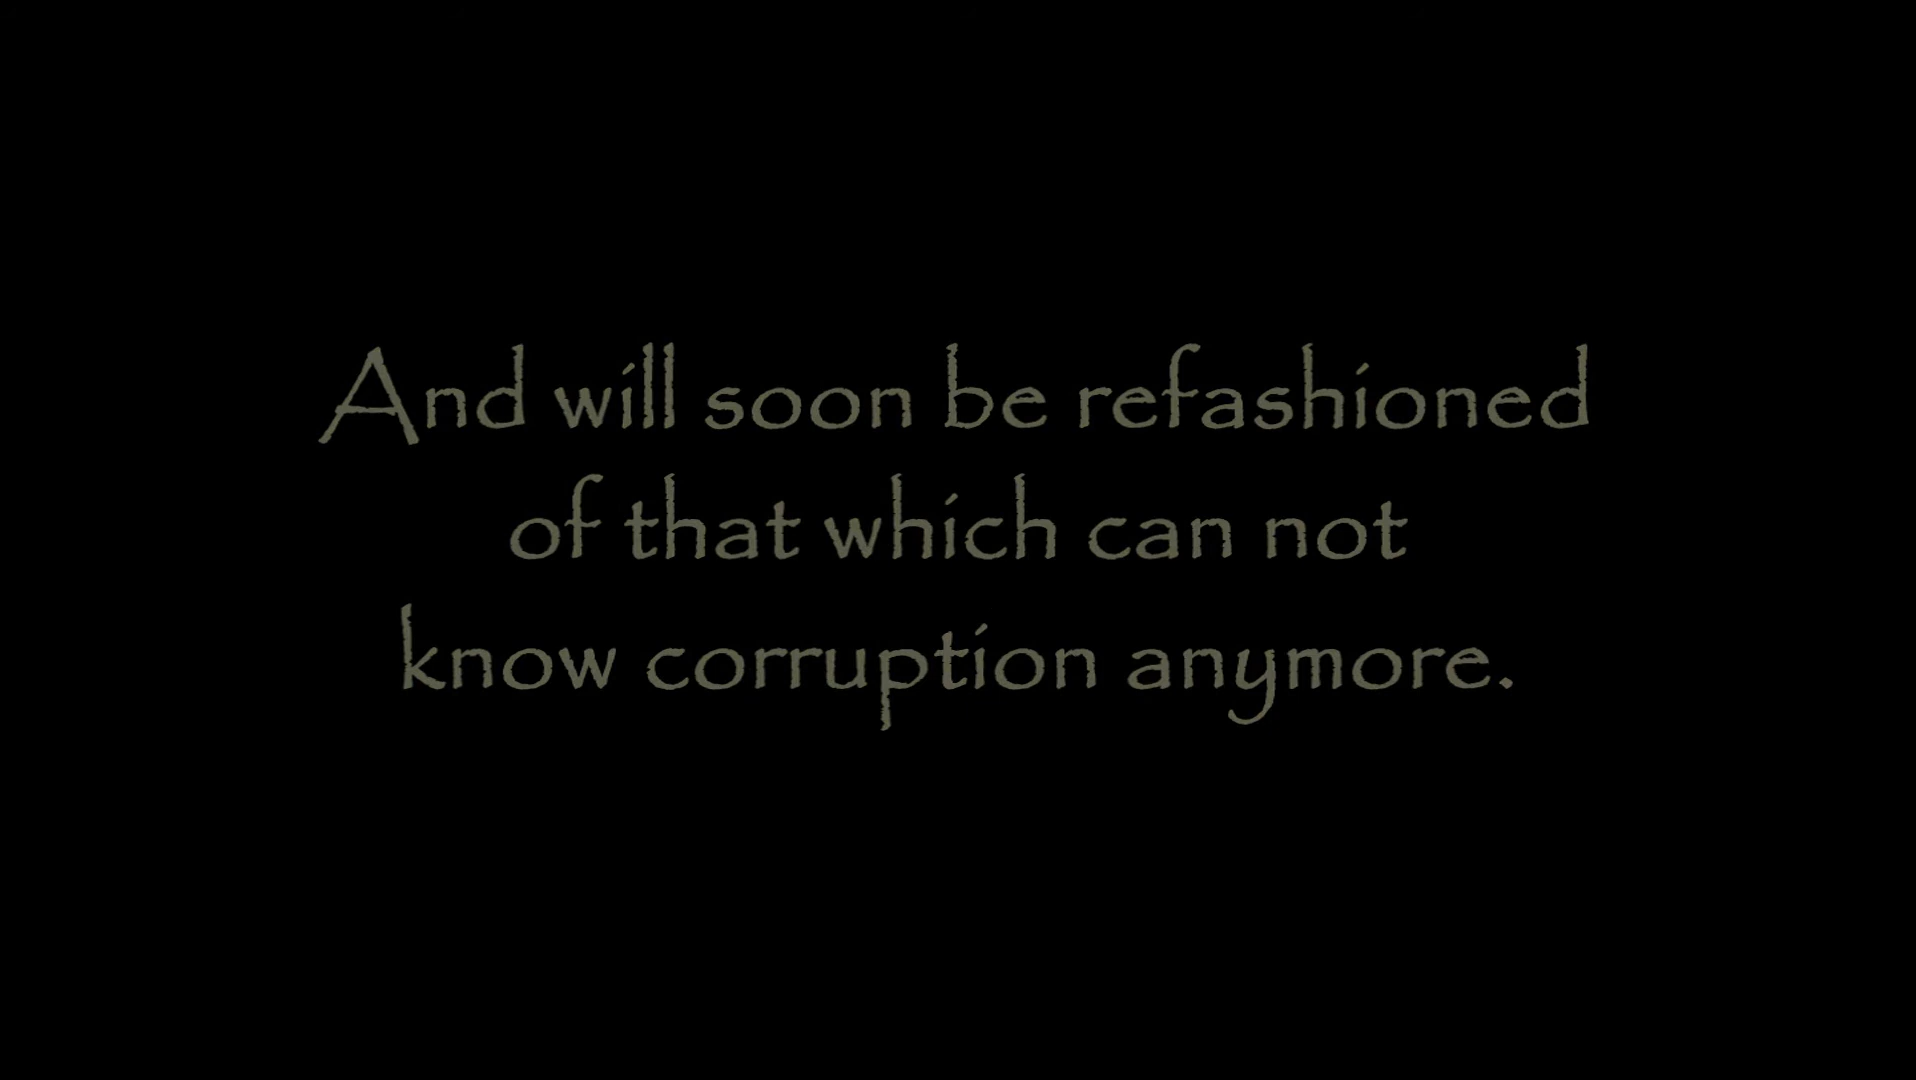 And will soon be refashioned
of that which can not
know corruption anymore.